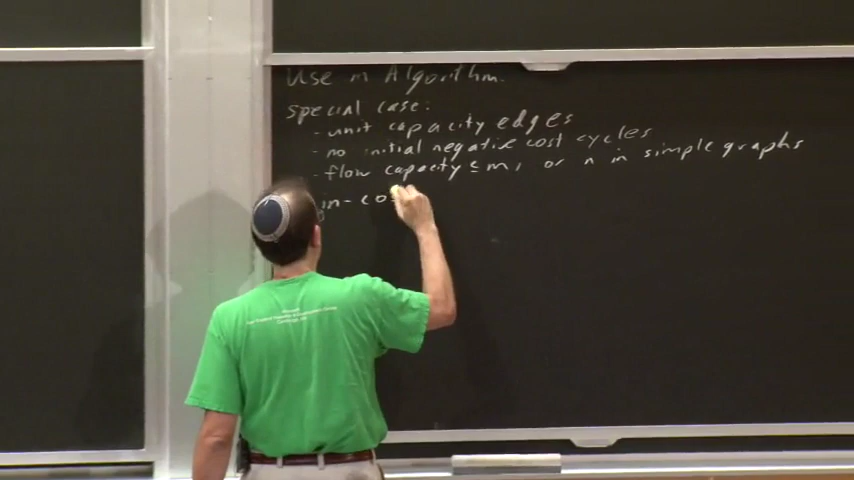 Use m Algorithm.
special case:
- unit capacity edges
- no initial negative cost cycles
- flow capacity ≤ m, or n in simple graphs
in - cos